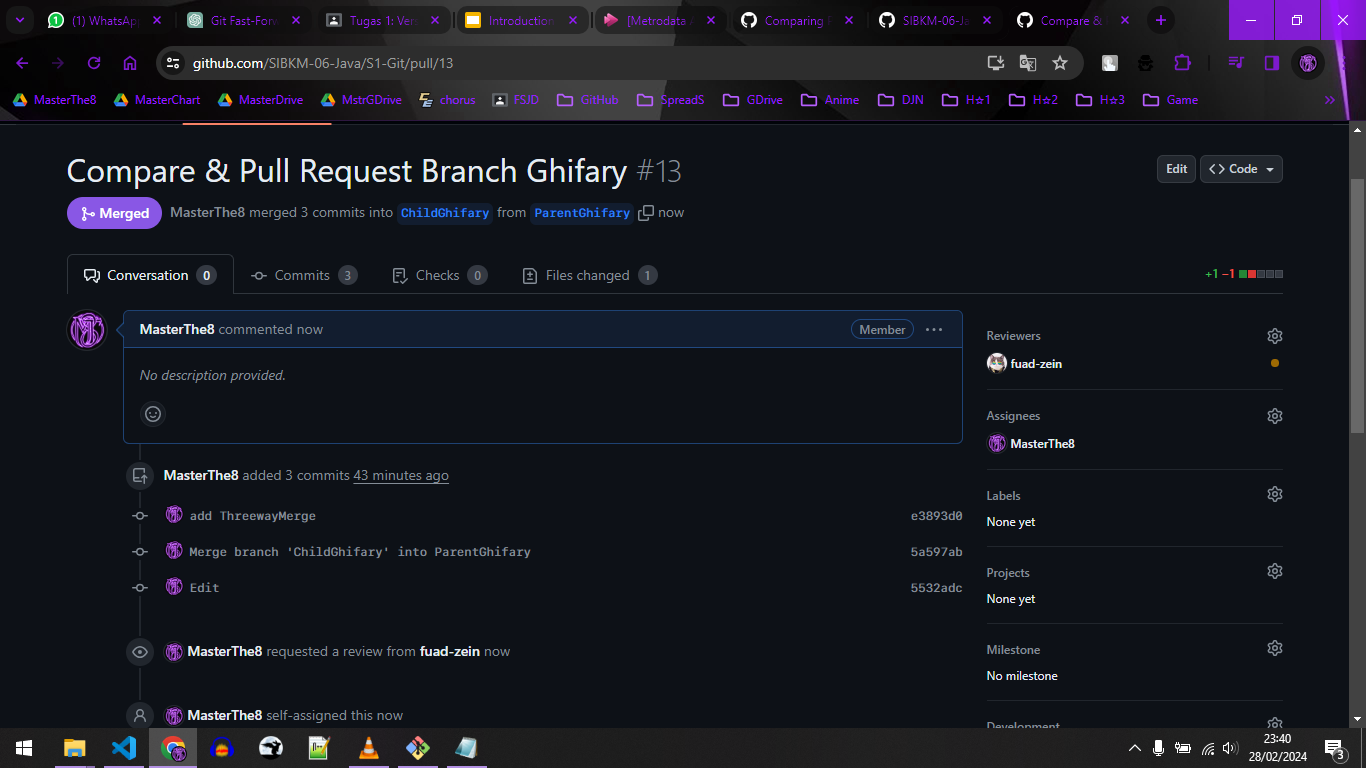 (1) WhatsApp
Git Fast-Forw
Tugas 1: Vers
Introduction
[Metrodata A
Comparing P
SIBKM-06-Ja
Compare &
github.com/SIBKM-06-Java/S1-Git/pull/13
MasterThe8
MasterChart
MasterDrive
MstrGDrive
chorus
FSJD
GitHub
SpreadS
GDrive
Anime
DJN
H☆1
H☆2
H☆3
Game
»
Compare & Pull Request Branch Ghifary #13
Edit
<> Code
Merged
MasterThe8 merged 3 commits into ChildGhifary from ParentGhifary now
Conversation 0
Commits 3
Checks 0
Files changed 1
+1 −1
MasterThe8 commented now
Member
...
No description provided.
MasterThe8 added 3 commits 43 minutes ago
add ThreewayMerge e3893d0
Merge branch 'ChildGhifary' into ParentGhifary 5a597ab
Edit 5532adc
MasterThe8 requested a review from fuad-zein now
MasterThe8 self-assigned this now
Reviewers
fuad-zein
Assignees
MasterThe8
Labels
None yet
Projects
None yet
Milestone
No milestone
Development
23:40
28/02/2024
3